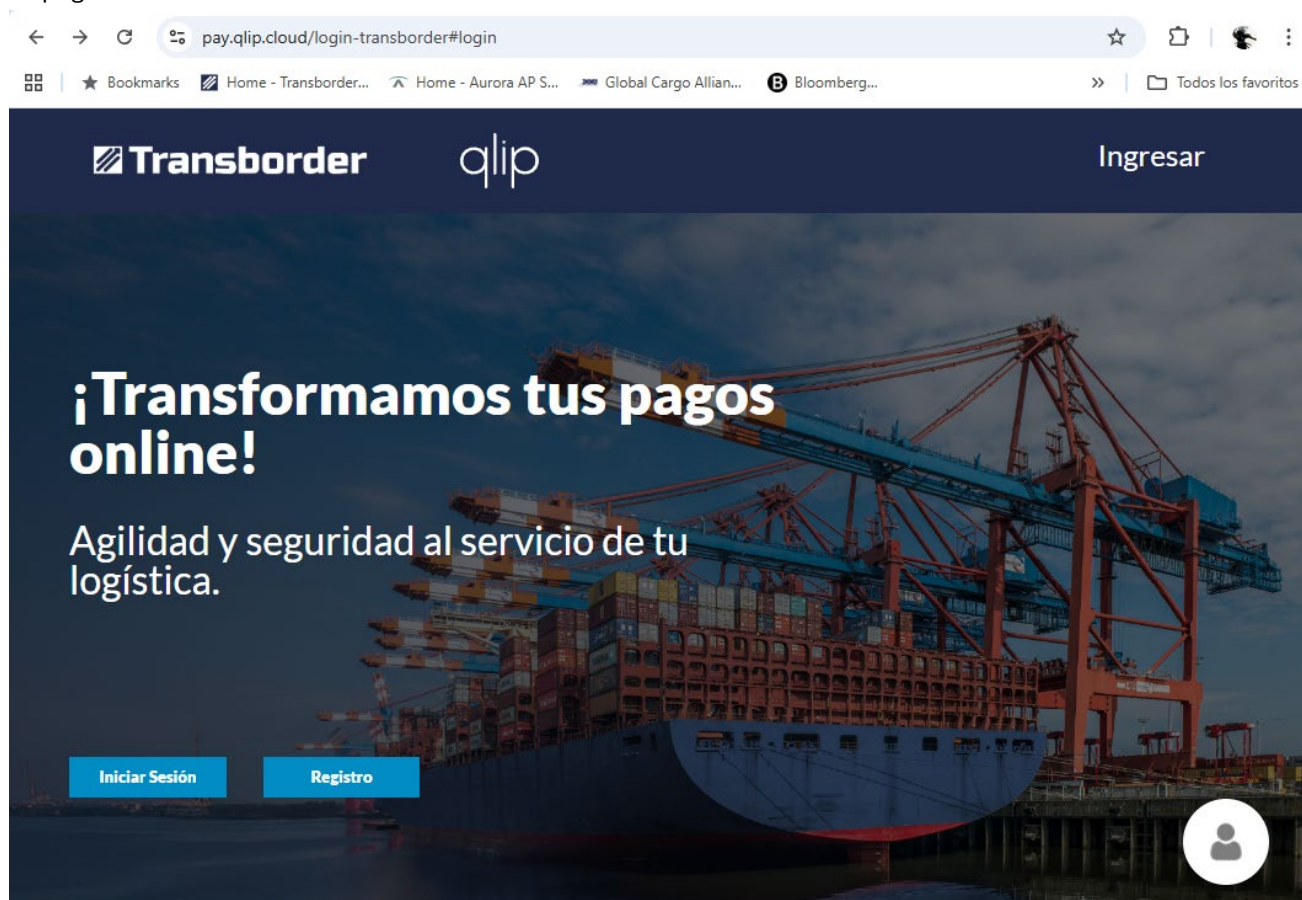 pay.qlip.cloud/login-transborder#login
Bookmarks Home - Transborder... Home - Aurora AP S... Global Cargo Allian... B Bloomberg... >> Todos los favoritos
Transborder qlip Ingresar
¡Transformamos tus pagos
online!
Agilidad y seguridad al servicio de tu
logística.
Iniciar Sesión Registro